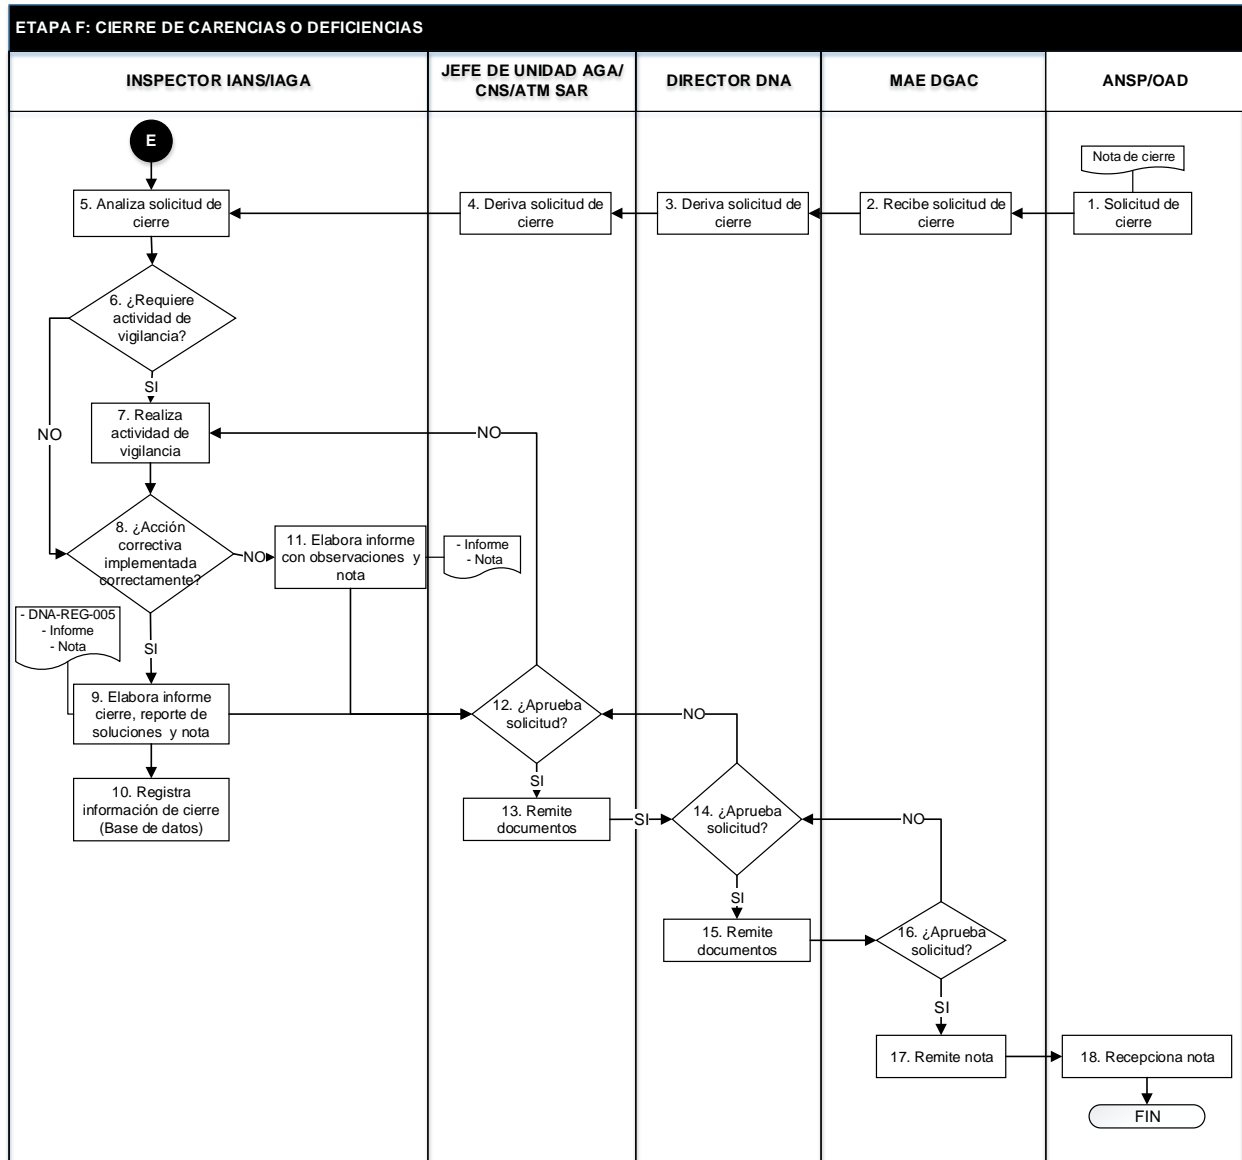 ETAPA F: CIERRE DE CARENCIAS O DEFICIENCIAS
INSPECTOR IANS/IAGA
JEFE DE UNIDAD AGA/
CNS/ATM SAR
DIRECTOR DNA
MAE DGAC
ANSP/OAD
E
Nota de cierre
5. Analiza solicitud de
cierre
4. Deriva solicitud de
cierre
3. Deriva solicitud de
cierre
2. Recibe solicitud de
cierre
1. Solicitud de
cierre
6. ¿Requiere
actividad de
vigilancia?
SI
NO
7. Realiza
actividad de
vigilancia
NO
8. ¿Acción
correctiva
implementada
correctamente?
NO
11. Elabora informe
con observaciones y
nota
- Informe
- Nota
- DNA-REG-005
- Informe
- Nota
SI
9. Elabora informe
cierre, reporte de
soluciones y nota
12. ¿Aprueba
solicitud?
NO
SI
10. Registra
información de cierre
(Base de datos)
13. Remite
documentos
SI
14. ¿Aprueba
solicitud?
NO
SI
15. Remite
documentos
16. ¿Aprueba
solicitud?
SI
17. Remite nota
18. Recepciona nota
FIN